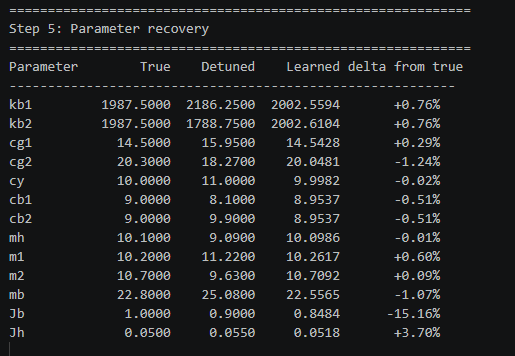 ============================================================
Step 5: Parameter recovery
============================================================
Parameter True Detuned Learned delta from true
----------------------------------------------------------
kb1 1987.5000 2186.2500 2002.5594 +0.76%
kb2 1987.5000 1788.7500 2002.6104 +0.76%
cg1 14.5000 15.9500 14.5428 +0.29%
cg2 20.3000 18.2700 20.0481 -1.24%
cy 10.0000 11.0000 9.9982 -0.02%
cb1 9.0000 8.1000 8.9537 -0.51%
cb2 9.0000 9.9000 8.9537 -0.51%
mh 10.1000 9.0900 10.0986 -0.01%
m1 10.2000 11.2200 10.2617 +0.60%
m2 10.7000 9.6300 10.7092 +0.09%
mb 22.8000 25.0800 22.5565 -1.07%
Jb 1.0000 0.9000 0.8484 -15.16%
Jh 0.0500 0.0550 0.0518 +3.70%